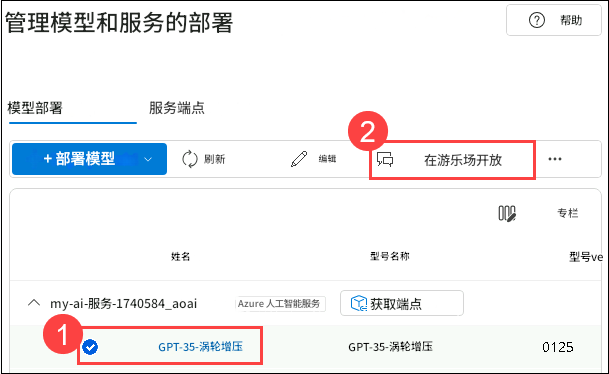 管理模型和服务的部署
帮助
模型部署
服务端点
2
+ 部署模型
刷新
编辑
在游乐场开放
专栏
姓名
型号名称
型号ve
my-ai-服务-1740584_aoai
Azure 人工智能服务
获取端点
1
GPT-35-涡轮增压
GPT-35-涡轮增压
0125